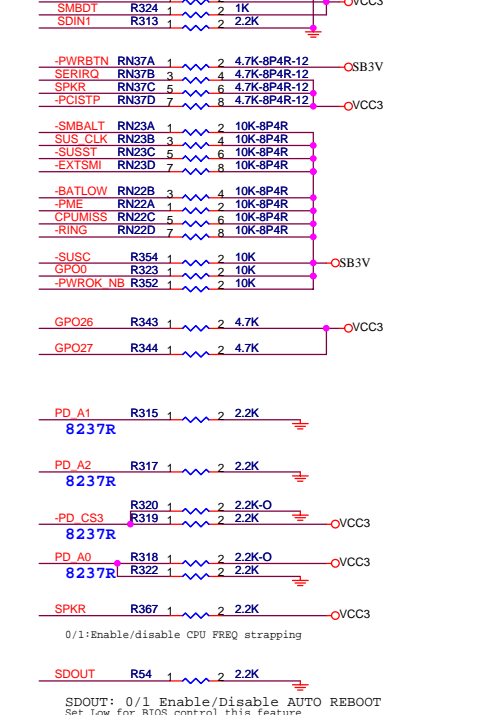 VCC3
SMBDT R324 1 2 1K
SDIN1 R313 1 2 2.2K
-PWRBTN RN37A 1 2 4.7K-8P4R-12 SB3V
SERIRQ RN37B 3 4 4.7K-8P4R-12
SPKR RN37C 5 6 4.7K-8P4R-12
-PCISTP RN37D 7 8 4.7K-8P4R-12 VCC3
-SMBALT RN23A 1 2 10K-8P4R
SUS_CLK RN23B 3 4 10K-8P4R
-SUSST RN23C 5 6 10K-8P4R
-EXTSMI RN23D 7 8 10K-8P4R
-BATLOW RN22B 3 4 10K-8P4R
-PME RN22A 1 2 10K-8P4R
CPUMISS RN22C 5 6 10K-8P4R
-RING RN22D 7 8 10K-8P4R
-SUSC R354 1 2 10K SB3V
GPO0 R323 1 2 10K
-PWROK_NB R352 1 2 10K
GPO26 R343 1 2 4.7K VCC3
GPO27 R344 1 2 4.7K
PD_A1 R315 1 2 2.2K
8237R
PD_A2 R317 1 2 2.2K
8237R
R320 1 2 2.2K-O
-PD_CS3 R319 1 2 2.2K VCC3
8237R
PD_A0 R318 1 2 2.2K-O VCC3
8237R R322 1 2 2.2K
SPKR R367 1 2 2.2K VCC3
0/1:Enable/disable CPU FREQ strapping
SDOUT R54 1 2 2.2K
SDOUT: 0/1 Enable/Disable AUTO REBOOT
Set Low for BIOS control this feature